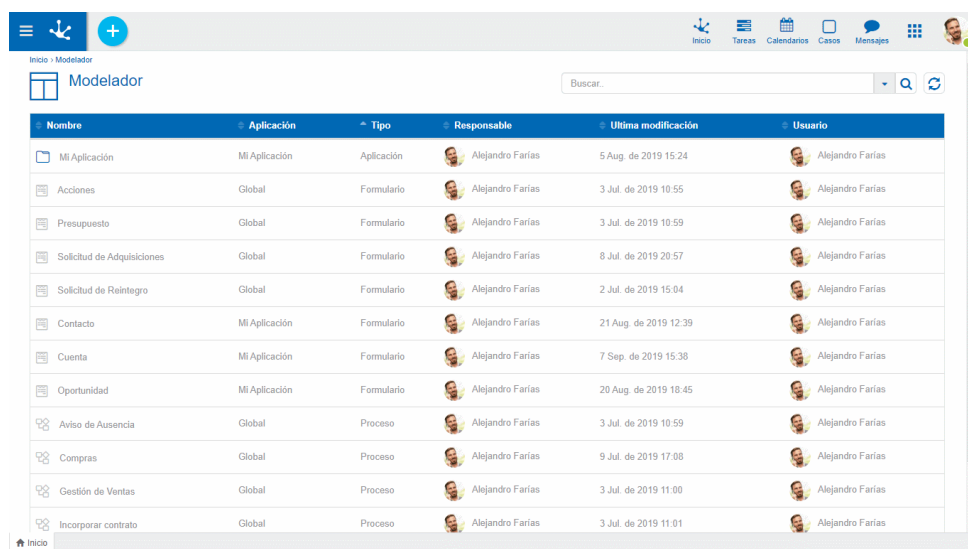 Inicio Tareas Calendarios Casos Mensajes
Inicio › Modelador
Modelador
Buscar..
Nombre Aplicación Tipo Responsable Ultima modificación Usuario
Mi Aplicación Mi Aplicación Aplicación Alejandro Farías 5 Aug. de 2019 15:24 Alejandro Farías
Acciones Global Formulario Alejandro Farías 3 Jul. de 2019 10:55 Alejandro Farías
Presupuesto Global Formulario Alejandro Farías 3 Jul. de 2019 10:59 Alejandro Farías
Solicitud de Adquisiciones Global Formulario Alejandro Farías 8 Jul. de 2019 20:57 Alejandro Farías
Solicitud de Reintegro Global Formulario Alejandro Farías 2 Jul. de 2019 15:04 Alejandro Farías
Contacto Mi Aplicación Formulario Alejandro Farías 21 Aug. de 2019 12:39 Alejandro Farías
Cuenta Mi Aplicación Formulario Alejandro Farías 7 Sep. de 2019 15:38 Alejandro Farías
Oportunidad Mi Aplicación Formulario Alejandro Farías 20 Aug. de 2019 18:45 Alejandro Farías
Aviso de Ausencia Global Proceso Alejandro Farías 3 Jul. de 2019 10:59 Alejandro Farías
Compras Global Proceso Alejandro Farías 9 Jul. de 2019 17:08 Alejandro Farías
Gestión de Ventas Global Proceso Alejandro Farías 3 Jul. de 2019 11:00 Alejandro Farías
Incorporar contrato Global Proceso Alejandro Farías 3 Jul. de 2019 11:01 Alejandro Farías
Inicio